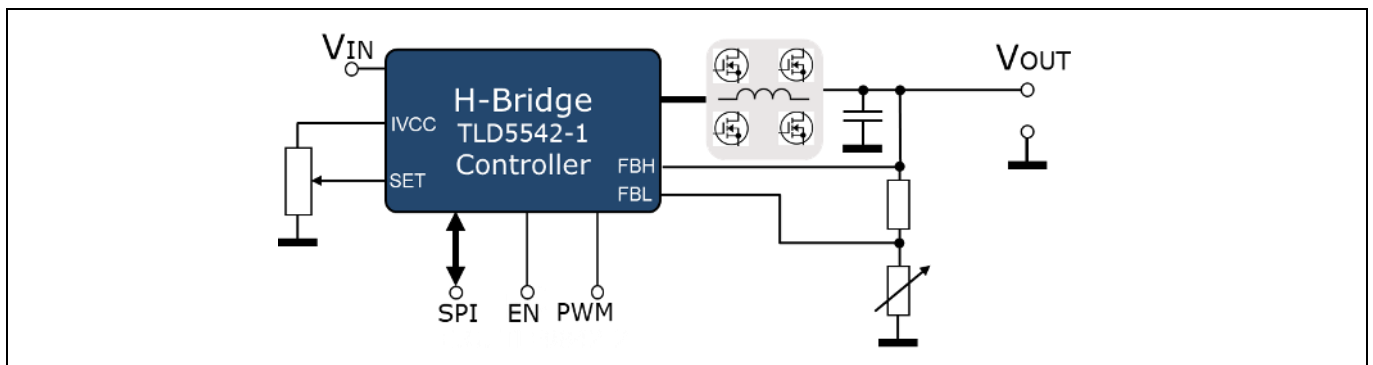 VIN
H-Bridge
TLD5542-1
Controller
IVCC
SET
FBH
FBL
VOUT
SPI
EN
PWM